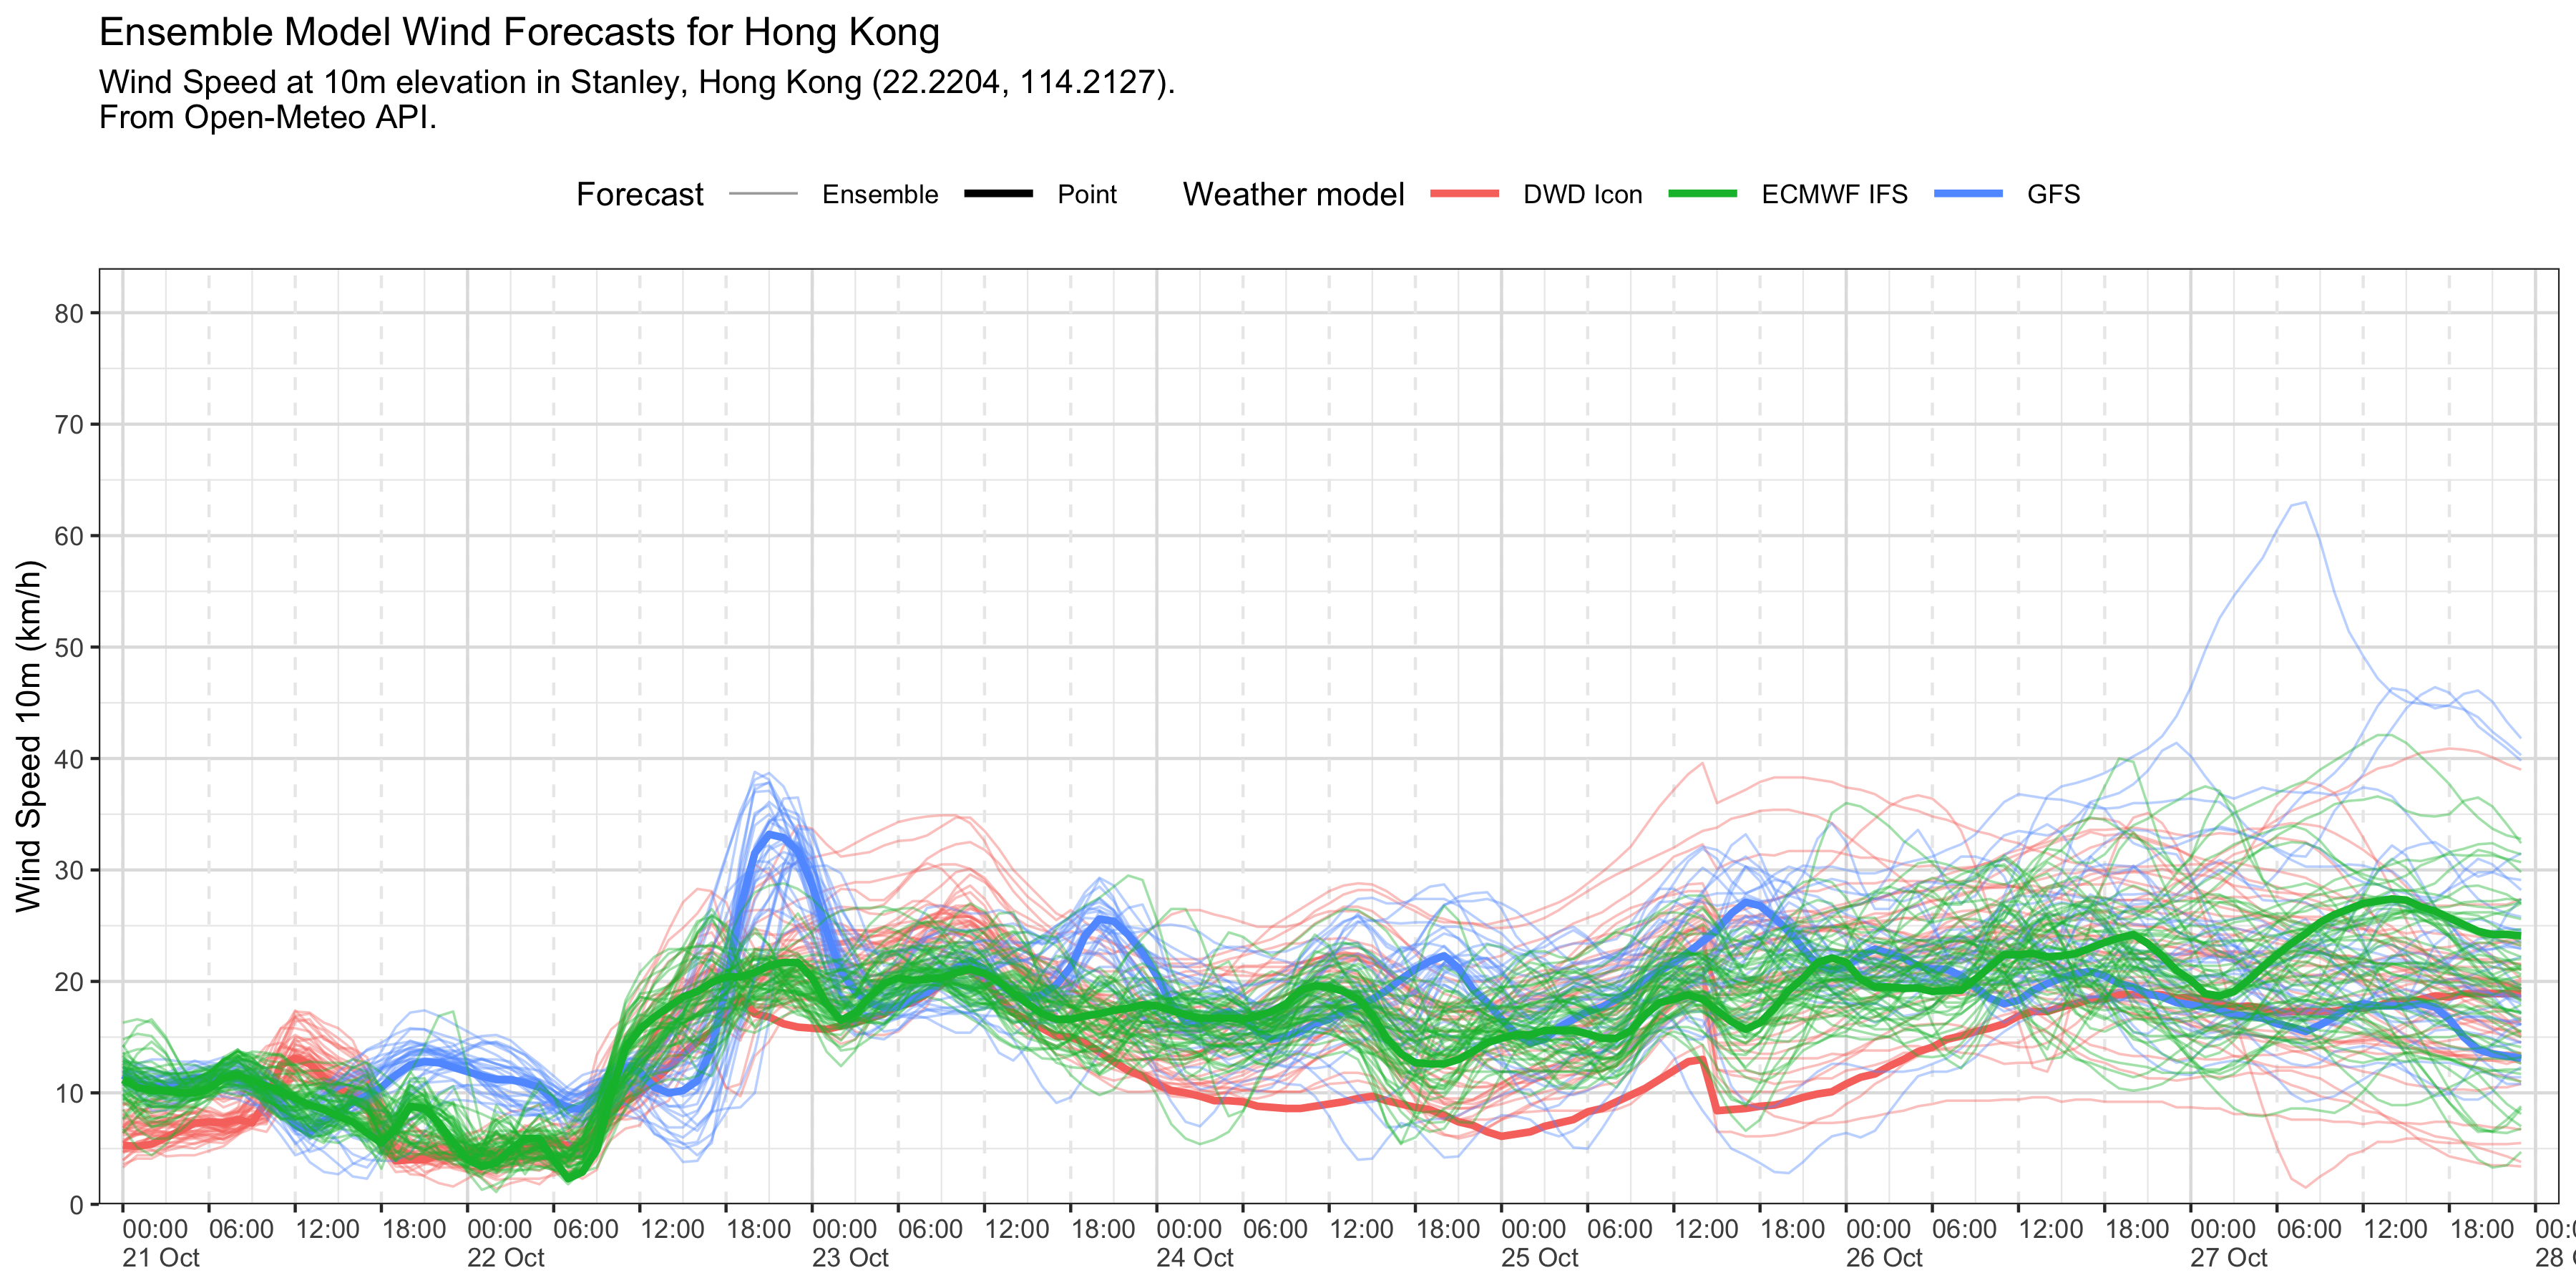 Ensemble Model Wind Forecasts for Hong Kong
Wind Speed at 10m elevation in Stanley, Hong Kong (22.2204, 114.2127).
From Open-Meteo API.
Forecast Ensemble Point Weather model DWD Icon ECMWF IFS GFS
Wind Speed 10m (km/h)
80
70
60
50
40
30
20
10
0
00:00 06:00 12:00 18:00 00:00 06:00 12:00 18:00 00:00 06:00 12:00 18:00 00:00 06:00 12:00 18:00 00:00 06:00 12:00 18:00 00:00 06:00 12:00 18:00 00:00 06:00 12:00 18:00
21 Oct 22 Oct 23 Oct 24 Oct 25 Oct 26 Oct 27 Oct 28